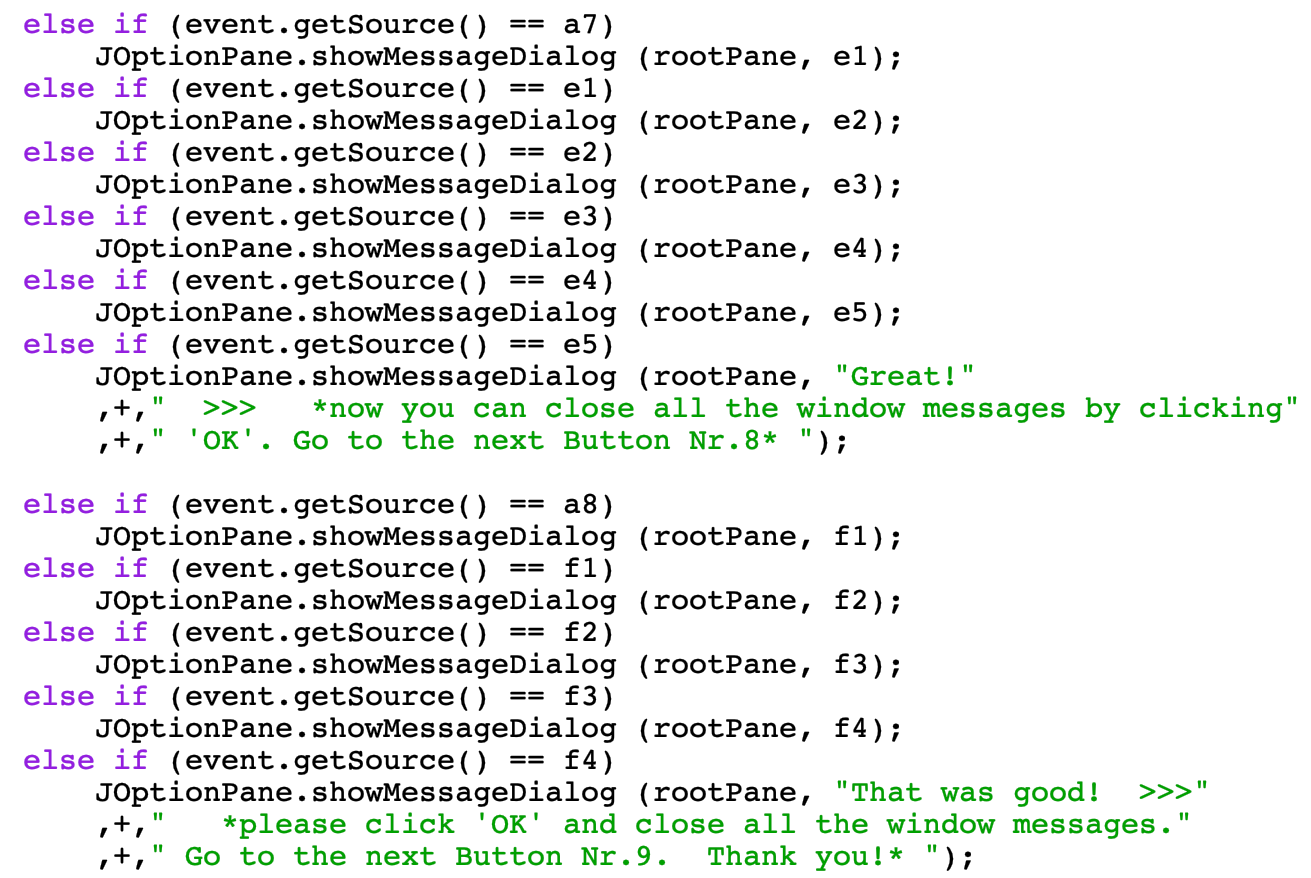 else if (event.getSource() == a7)
    JOptionPane.showMessageDialog (rootPane, e1);
else if (event.getSource() == e1)
    JOptionPane.showMessageDialog (rootPane, e2);
else if (event.getSource() == e2)
    JOptionPane.showMessageDialog (rootPane, e3);
else if (event.getSource() == e3)
    JOptionPane.showMessageDialog (rootPane, e4);
else if (event.getSource() == e4)
    JOptionPane.showMessageDialog (rootPane, e5);
else if (event.getSource() == e5)
    JOptionPane.showMessageDialog (rootPane, "Great!"
    ,+,"  >>>   *now you can close all the window messages by clicking"
    ,+," 'OK'. Go to the next Button Nr.8* ");

else if (event.getSource() == a8)
    JOptionPane.showMessageDialog (rootPane, f1);
else if (event.getSource() == f1)
    JOptionPane.showMessageDialog (rootPane, f2);
else if (event.getSource() == f2)
    JOptionPane.showMessageDialog (rootPane, f3);
else if (event.getSource() == f3)
    JOptionPane.showMessageDialog (rootPane, f4);
else if (event.getSource() == f4)
    JOptionPane.showMessageDialog (rootPane, "That was good!  >>>"
    ,+,"   *please click 'OK' and close all the window messages."
    ,+," Go to the next Button Nr.9.  Thank you!* ");